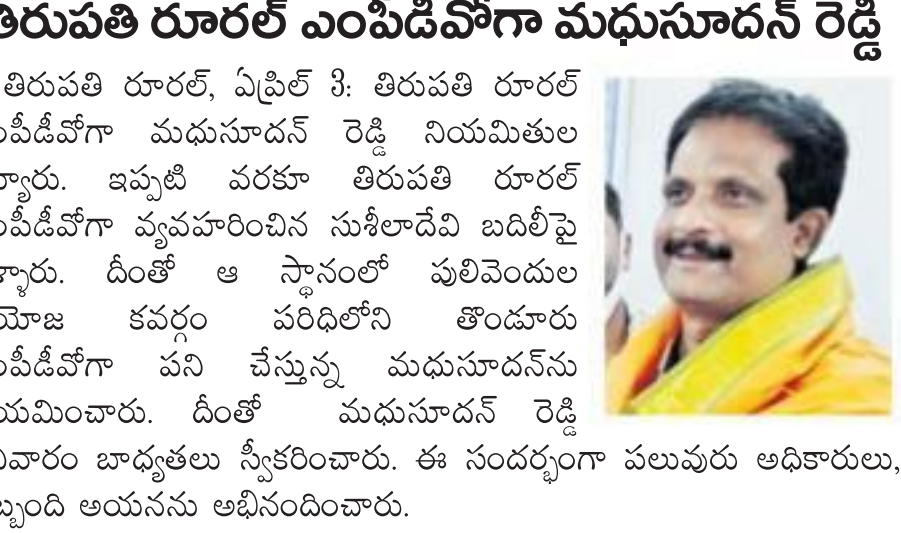 తిరుపతి రూరల్ ఎంపిడివోగా మధుసూదన్ రెడ్డి
తిరుపతి రూరల్, ఏప్రిల్ 3: తిరుపతి రూరల్
మధుసూదన్ రెడ్డి నియమితుల
ఇప్పటి వరకూ తిరుపతి రూరల్
వ్యవహరించిన సుశీలాదేవి బదిలీపై
దీంతో ఆ స్థానంలో పులివెందుల
కవర్గం పరిధిలోని తొండూరు
పని చేస్తున్న మధుసూదన్‌ను
దీంతో మధుసూదన్ రెడ్డి
బాధ్యతలు స్వీకరించారు. ఈ సందర్భంగా పలువురు అధికారులు,
అయనను అభినందించారు.